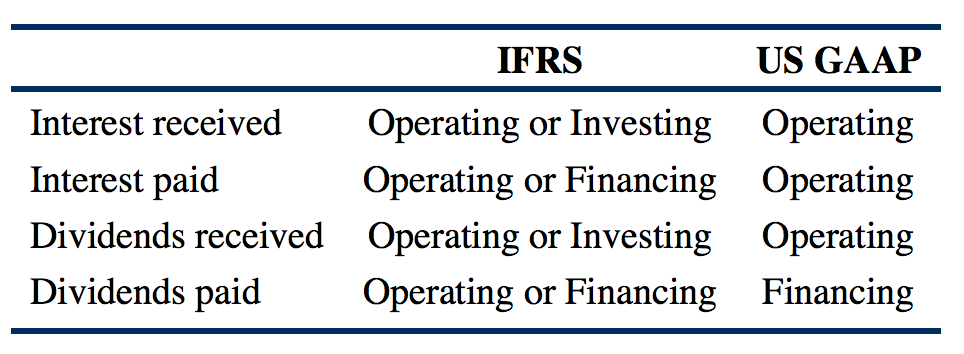 IFRS US GAAP
Interest received Operating or Investing Operating
Interest paid Operating or Financing Operating
Dividends received Operating or Investing Operating
Dividends paid Operating or Financing Financing